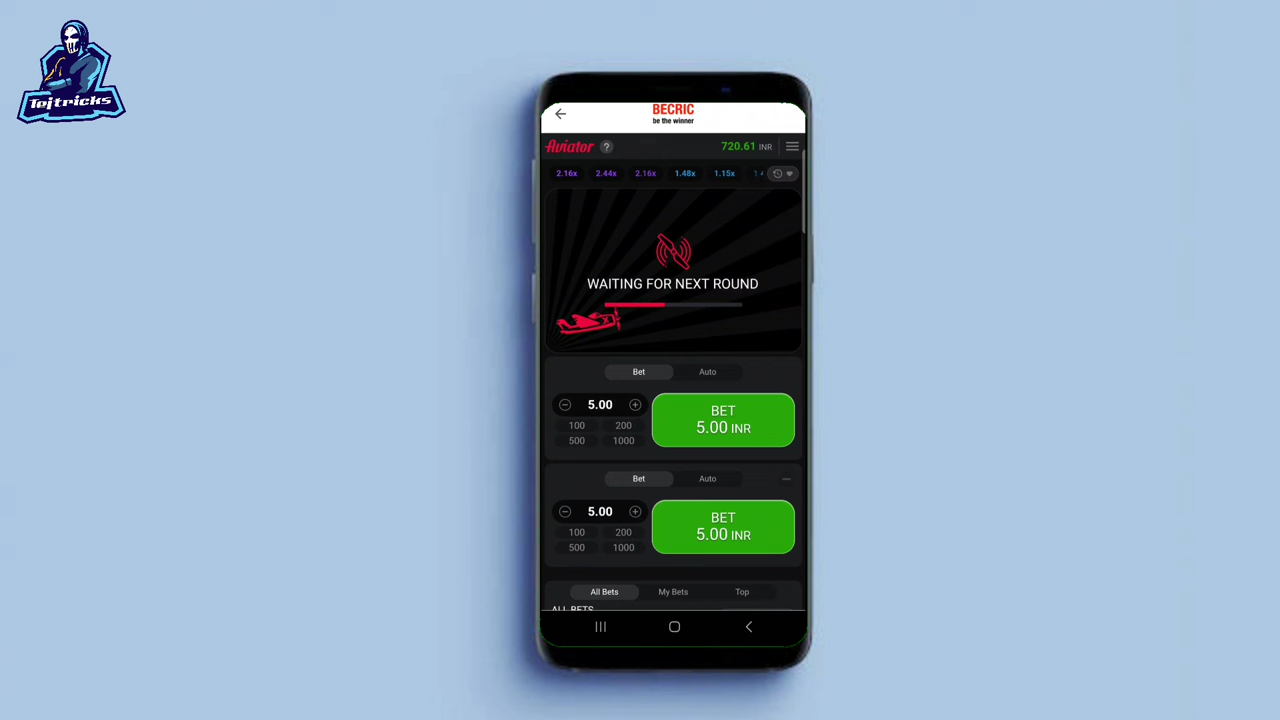 Tejtricks
BECRIC
be the winner
Aviator ? 720.61 INR
2.16x 2.44x 2.16x 1.48x 1.15x
WAITING FOR NEXT ROUND
Bet Auto
5.00
100 200
500 1000
BET
5.00 INR
Bet Auto
5.00
100 200
500 1000
BET
5.00 INR
All Bets My Bets Top
ALL BETS